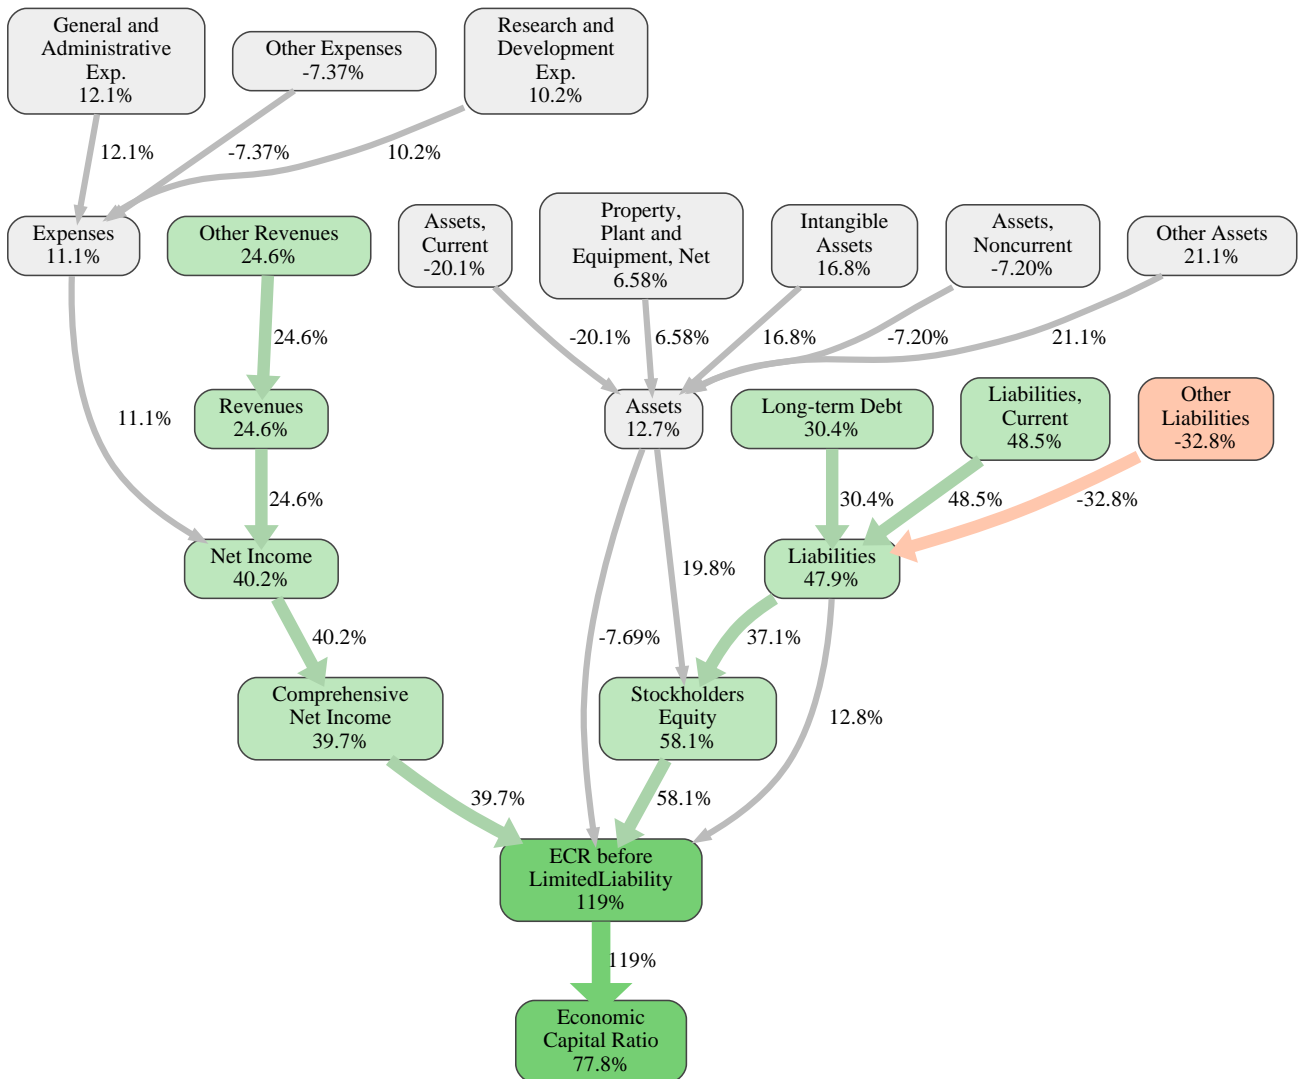 General and
Administrative
Exp.
12.1%
Other Expenses
-7.37%
Research and
Development
Exp.
10.2%
12.1%
-7.37%
10.2%
Expenses
11.1%
Other Revenues
24.6%
Assets,
Current
-20.1%
Property,
Plant and
Equipment, Net
6.58%
Intangible
Assets
16.8%
Assets,
Noncurrent
-7.20%
Other Assets
21.1%
24.6%
-20.1%
6.58%
16.8%
-7.20%
21.1%
11.1%
Revenues
24.6%
Assets
12.7%
Long-term Debt
30.4%
Liabilities,
Current
48.5%
Other
Liabilities
-32.8%
24.6%
30.4%
48.5%
-32.8%
Net Income
40.2%
19.8%
Liabilities
47.9%
40.2%
-7.69%
37.1%
Comprehensive
Net Income
39.7%
Stockholders
Equity
58.1%
12.8%
39.7%
58.1%
ECR before
LimitedLiability
119%
119%
Economic
Capital Ratio
77.8%